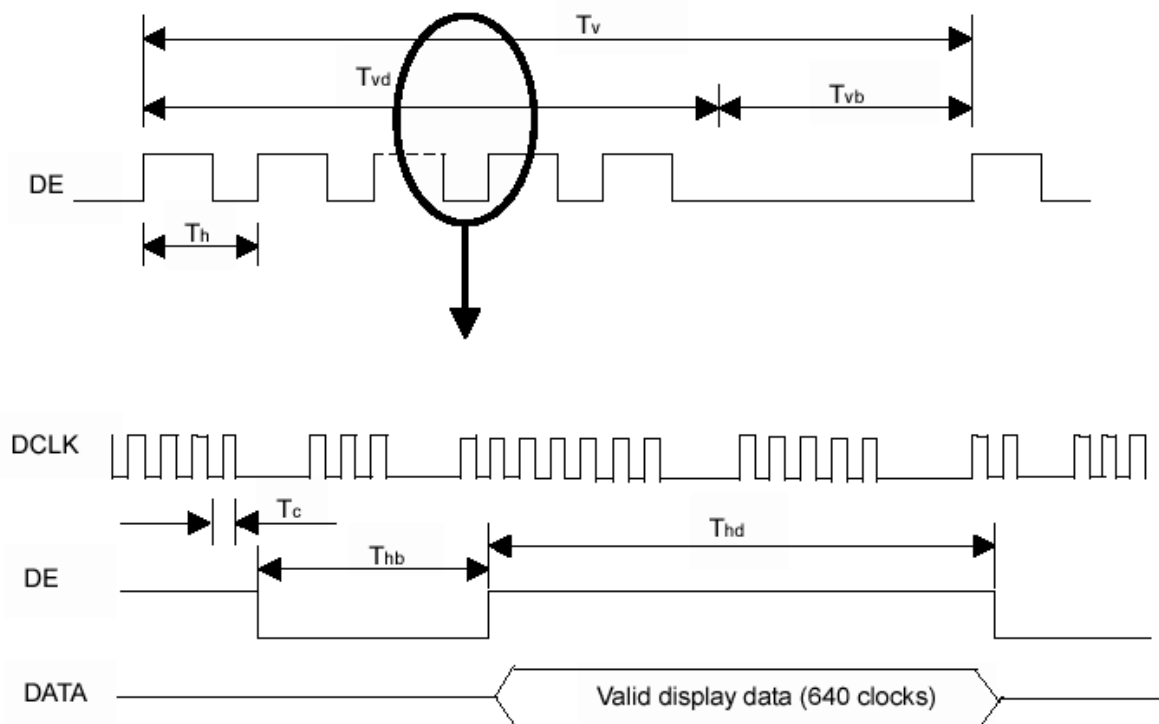 Tv
Tvd
Tvb
DE
Th
DCLK
Tc
Thd
Thb
DE
DATA
Valid display data (640 clocks)